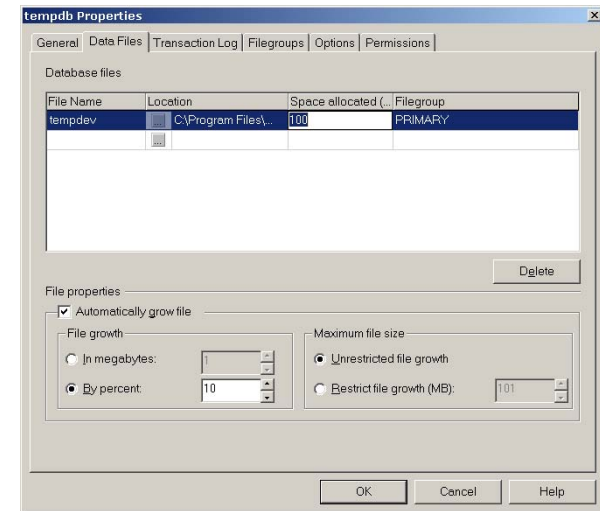 tempdb Properties
General Data Files Transaction Log Filegroups Options Permissions
Database files
File Name Location Space allocated (... Filegroup
tempdev ... C:\Program Files\... 100 PRIMARY
...
Delete
File properties
Automatically grow file
File growth Maximum file size
In megabytes: 1 Unrestricted file growth
By percent: 10 Restrict file growth (MB): 101
OK Cancel Help